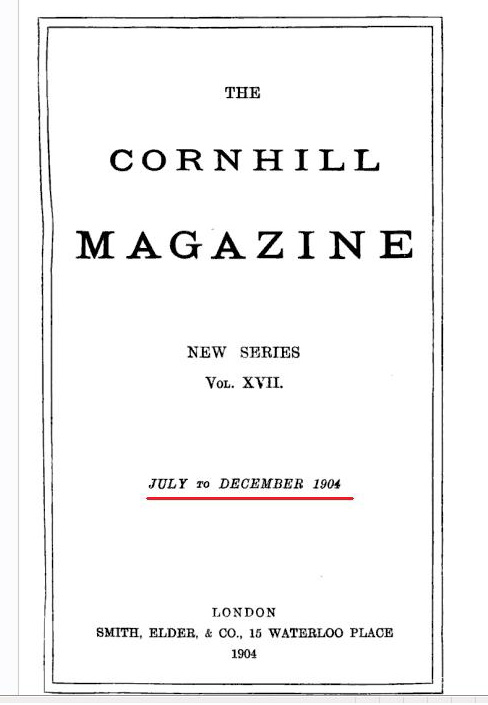 THE
CORNHILL
MAGAZINE
NEW SERIES
VOL. XVII.
JULY TO DECEMBER 1904
LONDON
SMITH, ELDER, & CO., 15 WATERLOO PLACE
1904